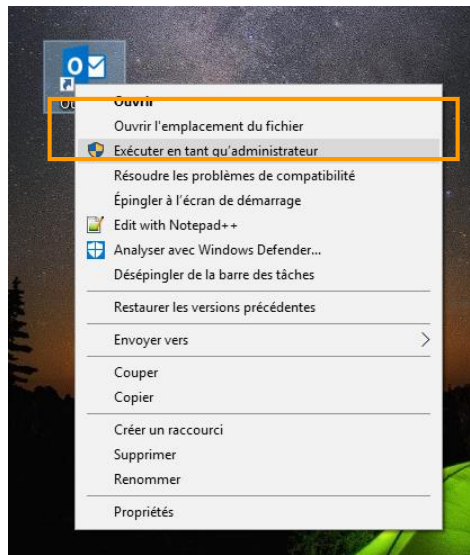 Ouvrir
Ouvrir l'emplacement du fichier
Exécuter en tant qu'administrateur
Résoudre les problèmes de compatibilité
Épingler à l'écran de démarrage
Edit with Notepad++
Analyser avec Windows Defender...
Désépingler de la barre des tâches
Restaurer les versions précédentes
Envoyer vers
Couper
Copier
Créer un raccourci
Supprimer
Renommer
Propriétés